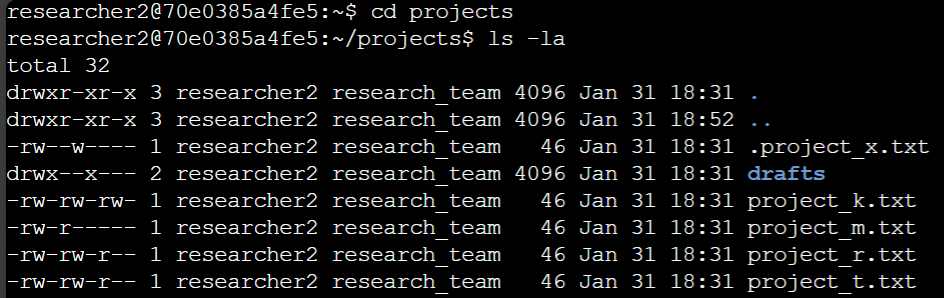 researcher2@70e0385a4fe5:~$ cd projects
researcher2@70e0385a4fe5:~/projects$ ls -la
total 32
drwxr-xr-x 3 researcher2 research_team 4096 Jan 31 18:31 .
drwxr-xr-x 3 researcher2 research_team 4096 Jan 31 18:52 ..
-rw--w---- 1 researcher2 research_team   46 Jan 31 18:31 .project_x.txt
drwx--x--- 2 researcher2 research_team 4096 Jan 31 18:31 drafts
-rw-rw-rw- 1 researcher2 research_team   46 Jan 31 18:31 project_k.txt
-rw-r----- 1 researcher2 research_team   46 Jan 31 18:31 project_m.txt
-rw-rw-r-- 1 researcher2 research_team   46 Jan 31 18:31 project_r.txt
-rw-rw-r-- 1 researcher2 research_team   46 Jan 31 18:31 project_t.txt